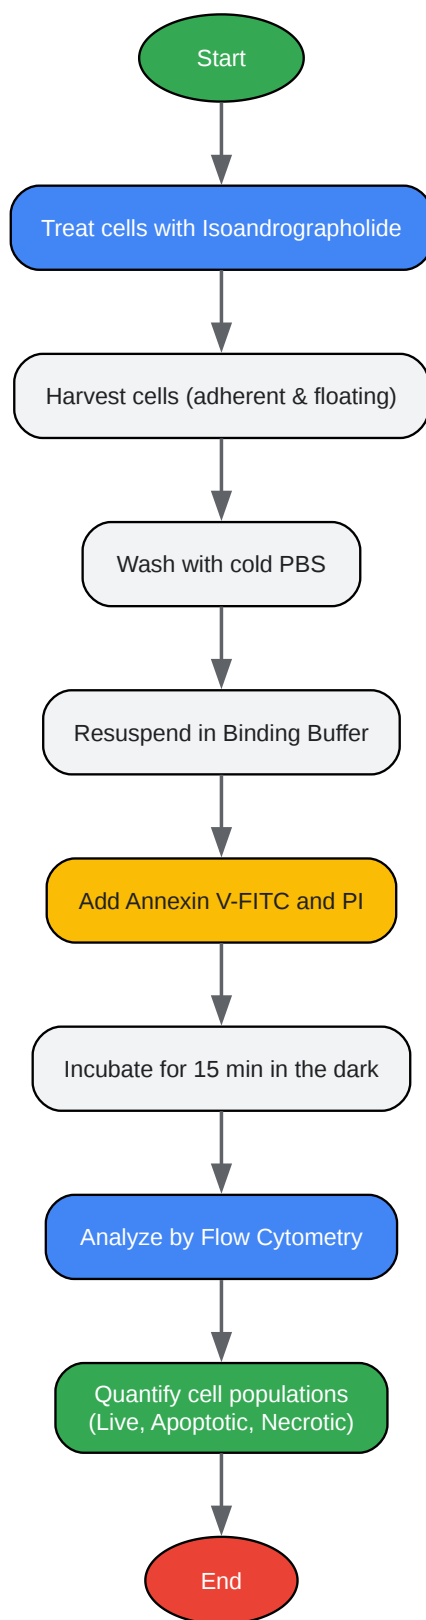 Start
Treat cells with Isoandrographolide
Harvest cells (adherent & floating)
Wash with cold PBS
Resuspend in Binding Buffer
Add Annexin V-FITC and PI
Incubate for 15 min in the dark
Analyze by Flow Cytometry
Quantify cell populations
(Live, Apoptotic, Necrotic)
End